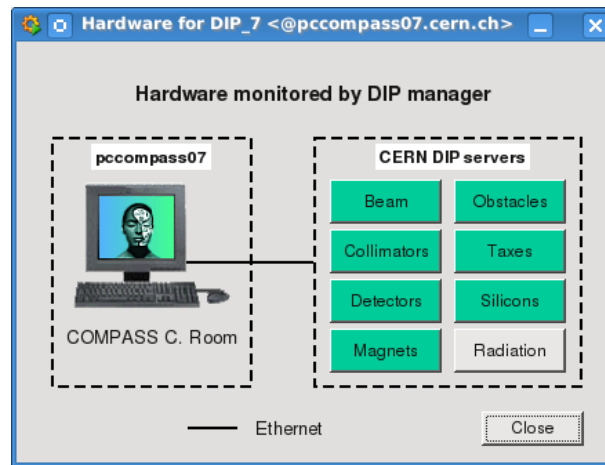 Hardware for DIP_7 <@pccompass07.cern.ch>
Hardware monitored by DIP manager
pccompass07
COMPASS C. Room
CERN DIP servers
Beam
Obstacles
Collimators
Taxes
Detectors
Silicons
Magnets
Radiation
Ethernet
Close